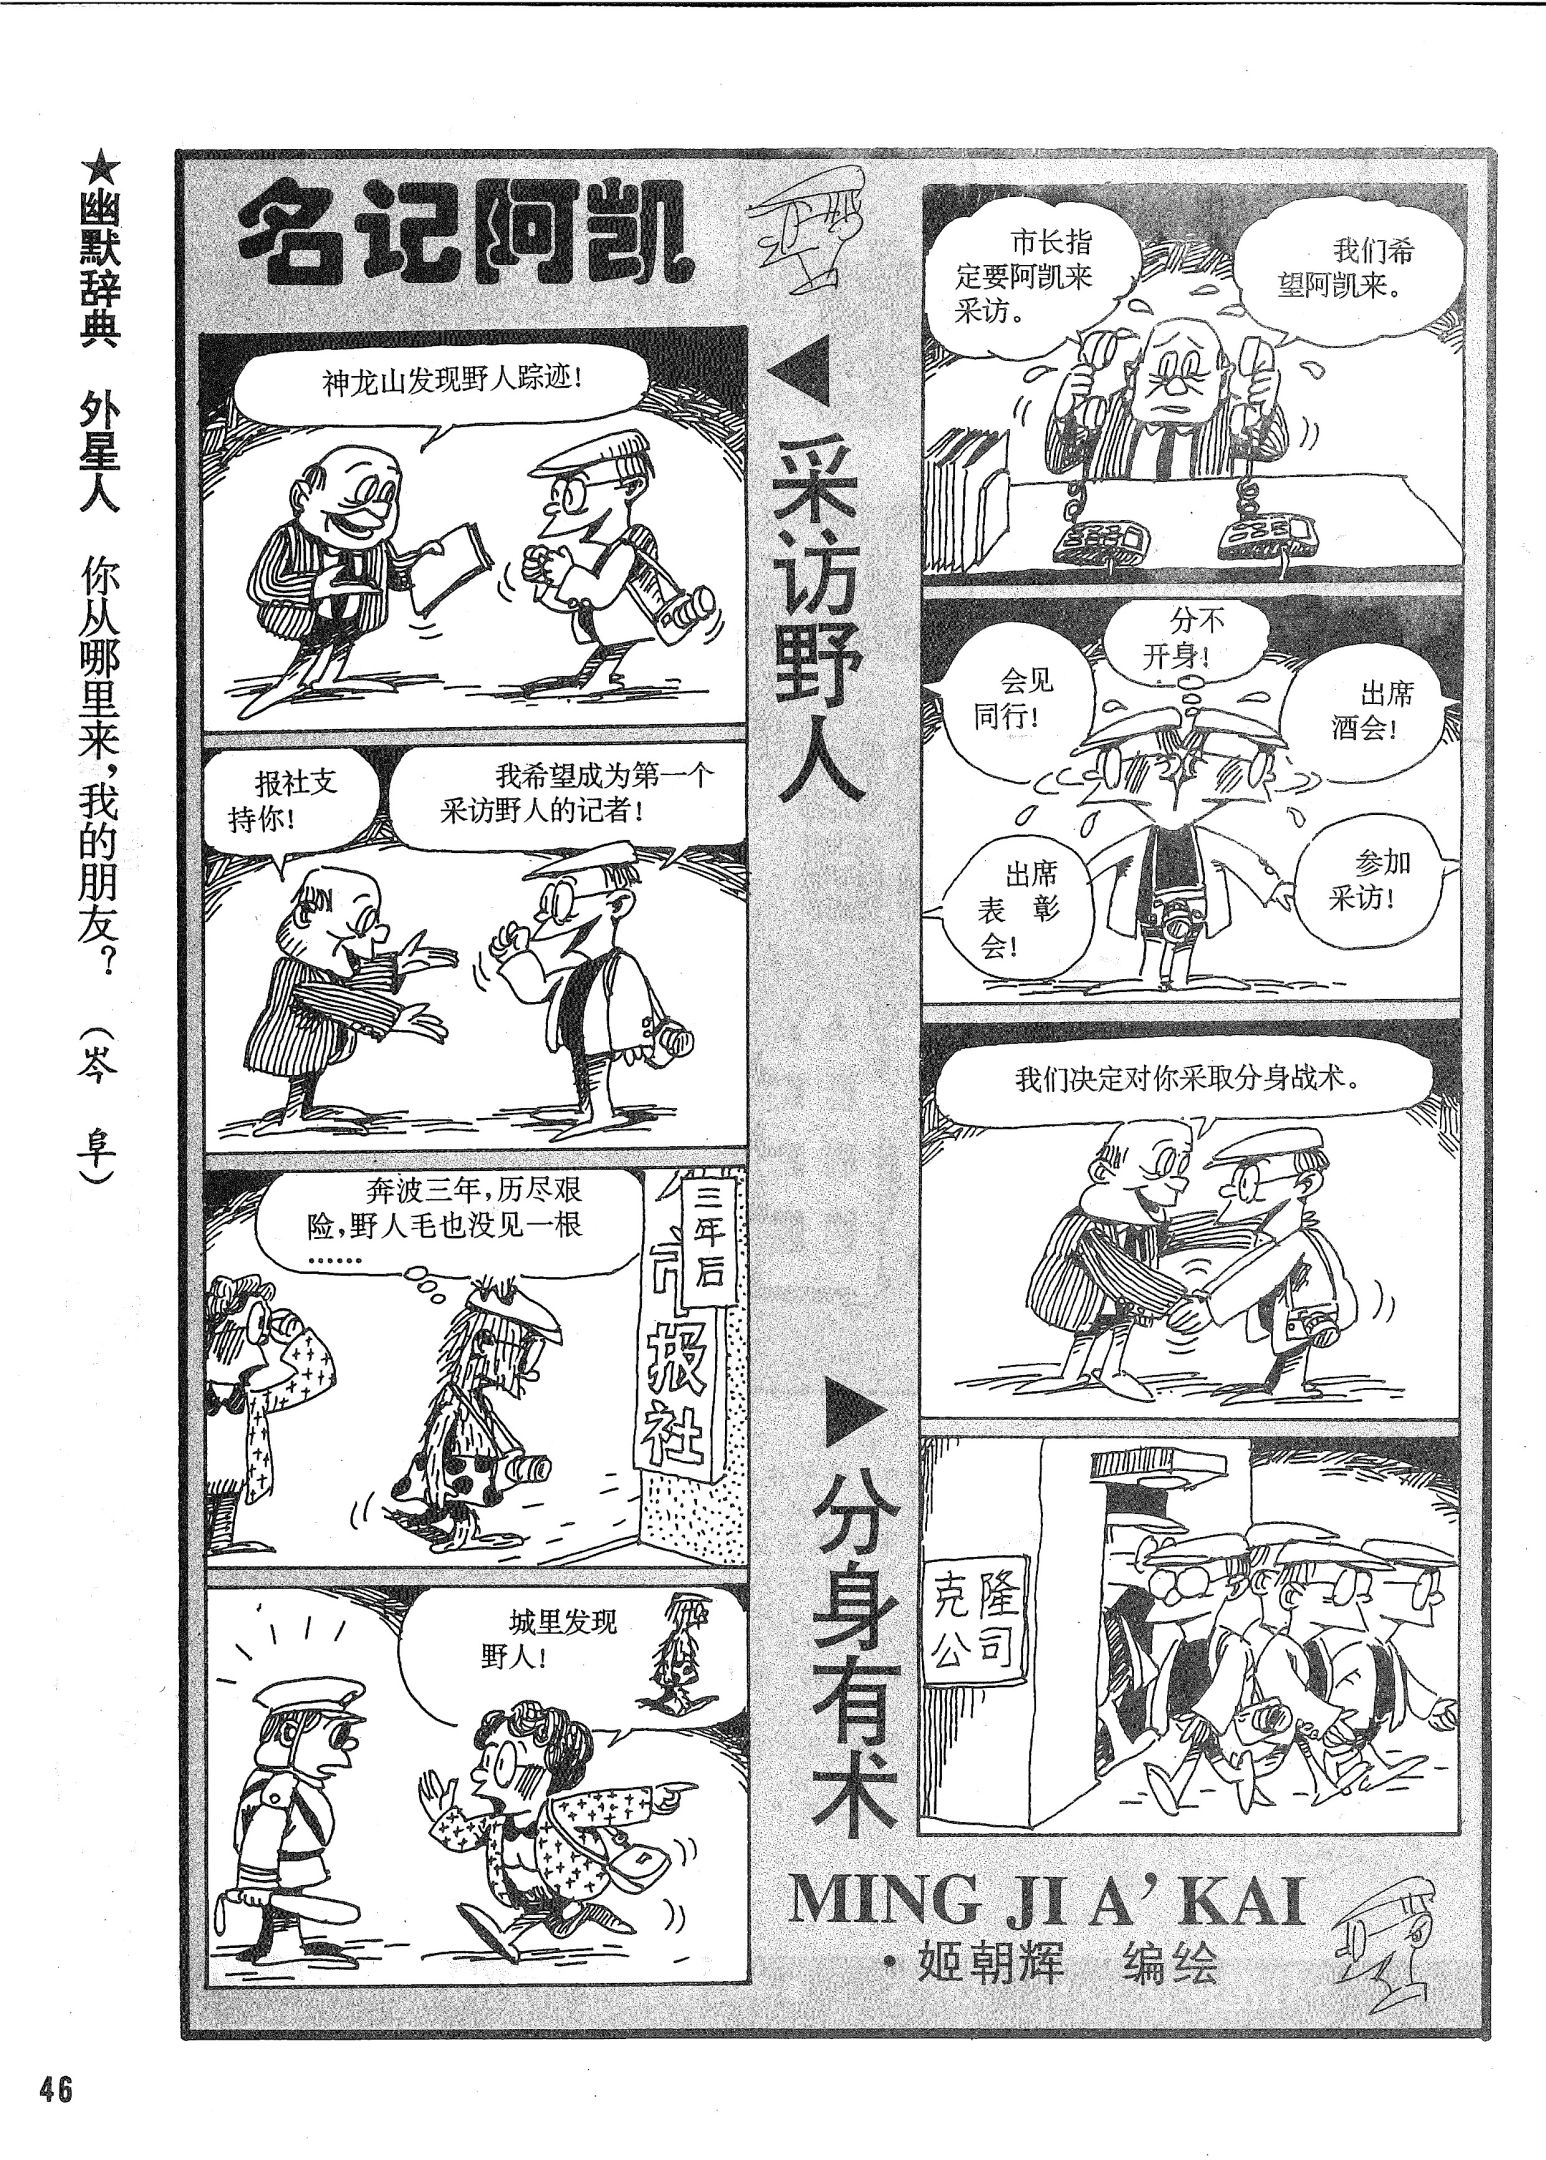 ★幽默辞典 外星人 你从哪里来,我的朋友? (岑 阜)
名记阿凯
采访野人
神龙山发现野人踪迹!
报社支
持你!
我希望成为第一个
采访野人的记者!
奔波三年,历尽艰
险,野人毛也没见一根
……
三年后
市报社
城里发现
野人!
分身有术
市长指
定要阿凯来
采访。
我们希
望阿凯来。
分不
开身!
会见
同行!
出席
酒会!
出席
表 彰
会!
参加
采访!
我们决定对你采取分身战术。
克隆
公司
MING JI A’KAI
·姬朝辉 编绘
46